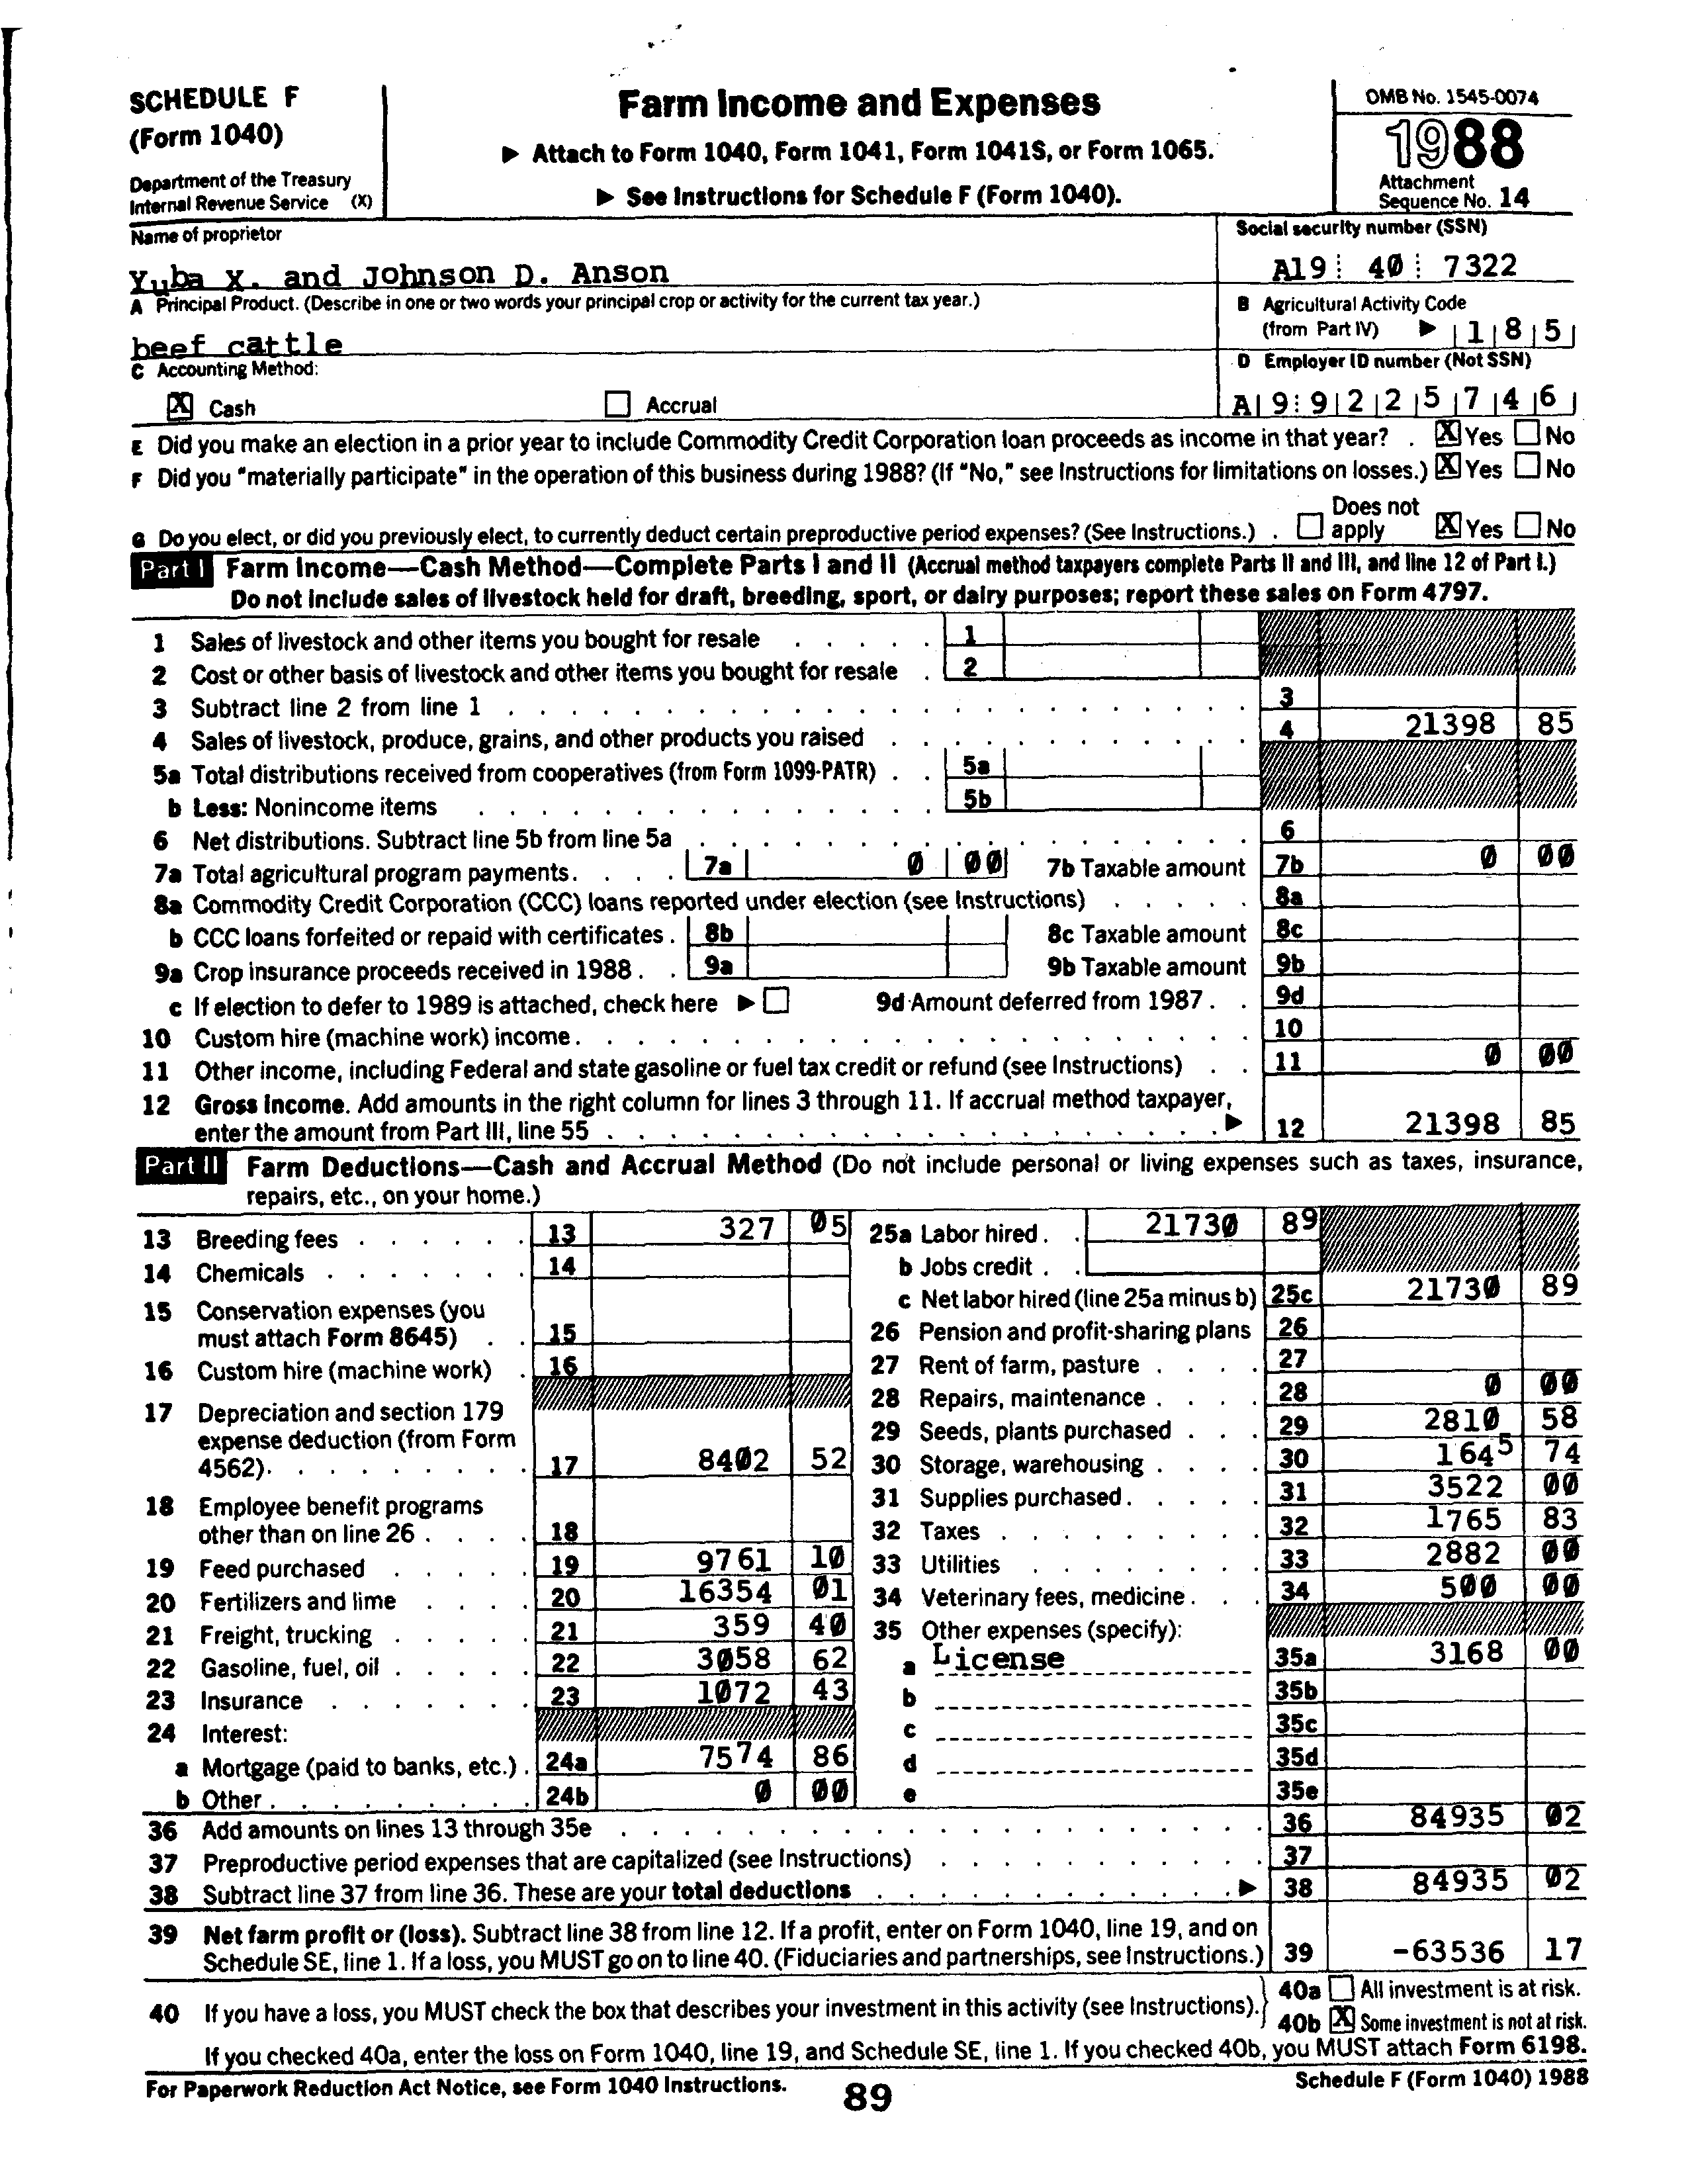 SCHEDULE F
(Form 1040)
Department of the Treasury
Internal Revenue Service (X)
Farm Income and Expenses
▶ Attach to Form 1040, Form 1041, Form 1041S, or Form 1065.
▶ See Instructions for Schedule F (Form 1040).
OMB No. 1545-0074
1988
Attachment
Sequence No. 14
Name of proprietor
Yuba X. and Johnson D. Anson
Social security number (SSN)
A19 40 7322
A Principal Product. (Describe in one or two words your principal crop or activity for the current tax year.)
beef cattle
B Agricultural Activity Code
(from Part IV) ▶ 1 8 5
C Accounting Method:
X Cash Accrual
D Employer ID number (Not SSN)
A 9 9 2 2 5 7 4 6
E Did you make an election in a prior year to include Commodity Credit Corporation loan proceeds as income in that year? . X Yes No
F Did you "materially participate" in the operation of this business during 1988? (If "No," see Instructions for limitations on losses.) X Yes No
G Do you elect, or did you previously elect, to currently deduct certain preproductive period expenses? (See Instructions.) . Does not apply X Yes No
Part I Farm Income—Cash Method—Complete Parts I and II (Accrual method taxpayers complete Parts II and III, and line 12 of Part I.)
Do not include sales of livestock held for draft, breeding, sport, or dairy purposes; report these sales on Form 4797.
1 Sales of livestock and other items you bought for resale 1
2 Cost or other basis of livestock and other items you bought for resale 2
3 Subtract line 2 from line 1 3
4 Sales of livestock, produce, grains, and other products you raised 4 21398 85
5a Total distributions received from cooperatives (from Form 1099-PATR) 5a
b Less: Nonincome items 5b
6 Net distributions. Subtract line 5b from line 5a 6
7a Total agricultural program payments. 7a 0 00 7b Taxable amount 7b 0 00
8a Commodity Credit Corporation (CCC) loans reported under election (see Instructions) 8a
b CCC loans forfeited or repaid with certificates . 8b 8c Taxable amount 8c
9a Crop insurance proceeds received in 1988 . 9a 9b Taxable amount 9b
c If election to defer to 1989 is attached, check here ▶ 9d Amount deferred from 1987 . 9d
10 Custom hire (machine work) income. 10
11 Other income, including Federal and state gasoline or fuel tax credit or refund (see Instructions) 11 0 00
12 Gross income. Add amounts in the right column for lines 3 through 11. If accrual method taxpayer,
enter the amount from Part III, line 55 ▶ 12 21398 85
Part II Farm Deductions—Cash and Accrual Method (Do not include personal or living expenses such as taxes, insurance,
repairs, etc., on your home.)
13 Breeding fees 13 327 05
14 Chemicals 14
15 Conservation expenses (you
must attach Form 8645) 15
16 Custom hire (machine work) 16
17 Depreciation and section 179
expense deduction (from Form
4562). 17 8402 52
18 Employee benefit programs
other than on line 26 18
19 Feed purchased 19 9761 10
20 Fertilizers and lime 20 16354 01
21 Freight, trucking 21 359 40
22 Gasoline, fuel, oil 22 3058 62
23 Insurance 23 1072 43
24 Interest:
a Mortgage (paid to banks, etc.) . 24a 7574 86
b Other . 24b 0 00
25a Labor hired . 21730 89
b Jobs credit .
c Net labor hired (line 25a minus b) 25c 21730 89
26 Pension and profit-sharing plans 26
27 Rent of farm, pasture 27
28 Repairs, maintenance 28 0 00
29 Seeds, plants purchased 29 2810 58
30 Storage, warehousing 30 1645 74
31 Supplies purchased. 31 3522 00
32 Taxes 32 1765 83
33 Utilities 33 2882 00
34 Veterinary fees, medicine. 34 500 00
35 Other expenses (specify):
a License 35a 3168 00
b 35b
c 35c
d 35d
e 35e
36 Add amounts on lines 13 through 35e 36 84935 02
37 Preproductive period expenses that are capitalized (see Instructions) 37
38 Subtract line 37 from line 36. These are your total deductions ▶ 38 84935 02
39 Net farm profit or (loss). Subtract line 38 from line 12. If a profit, enter on Form 1040, line 19, and on
Schedule SE, line 1. If a loss, you MUST go on to line 40. (Fiduciaries and partnerships, see Instructions.) 39 -63536 17
40 If you have a loss, you MUST check the box that describes your investment in this activity (see Instructions).
40a All investment is at risk.
40b X Some investment is not at risk.
If you checked 40a, enter the loss on Form 1040, line 19, and Schedule SE, line 1. If you checked 40b, you MUST attach Form 6198.
For Paperwork Reduction Act Notice, see Form 1040 Instructions.
89
Schedule F (Form 1040) 1988